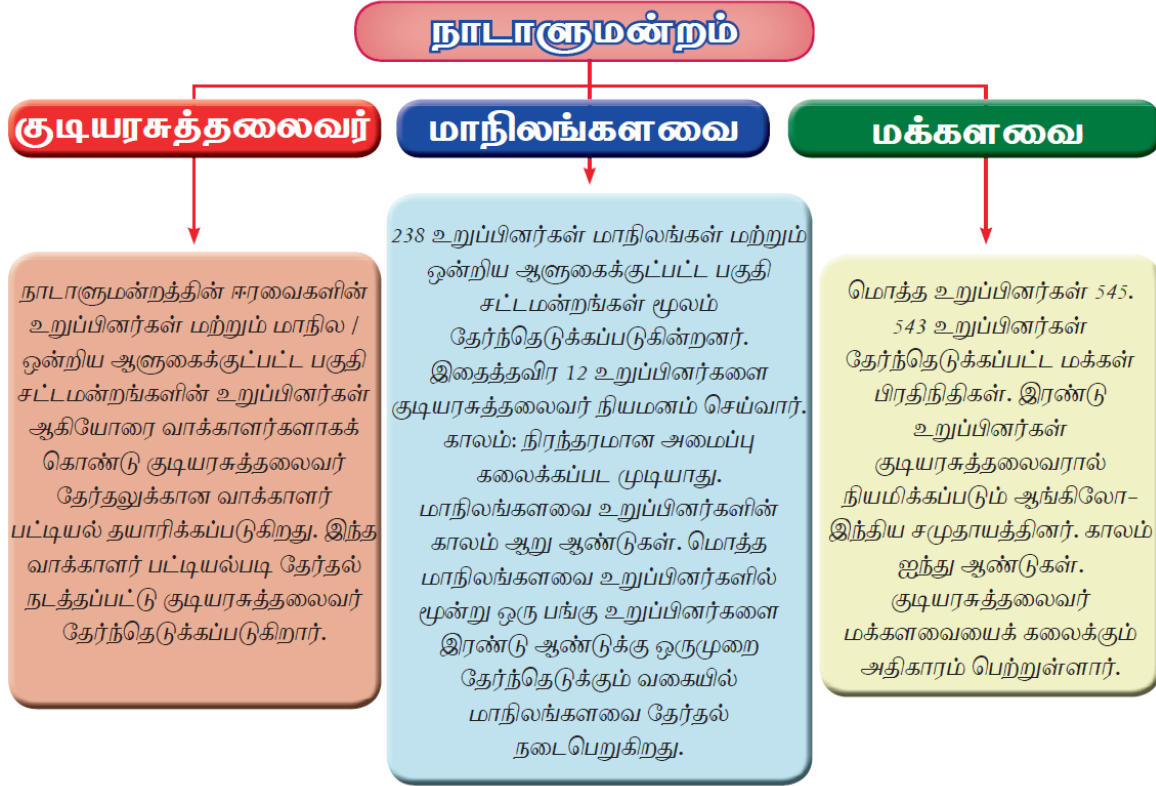 நாடாளுமன்றம்
குடியரசுத்தலைவர்
நாடாளுமன்றத்தின் ஈரவைகளின்
உறுப்பினர்கள் மற்றும் மாநில /
ஒன்றிய ஆளுகைக்குட்பட்ட பகுதி
சட்டமன்றங்களின் உறுப்பினர்கள்
ஆகியோரை வாக்காளர்களாகக்
கொண்டு குடியரசுத்தலைவர்
தேர்தலுக்கான வாக்காளர்
பட்டியல் தயாரிக்கப்படுகிறது. இந்த
வாக்காளர் பட்டியல்படி தேர்தல்
நடத்தப்பட்டு குடியரசுத்தலைவர்
தேர்ந்தெடுக்கப்படுகிறார்.
மாநிலங்களவை
238 உறுப்பினர்கள் மாநிலங்கள் மற்றும்
ஒன்றிய ஆளுகைக்குட்பட்ட பகுதி
சட்டமன்றங்கள் மூலம்
தேர்ந்தெடுக்கப்படுகின்றனர்.
இதைத்தவிர 12 உறுப்பினர்களை
குடியரசுத்தலைவர் நியமனம் செய்வார்.
காலம்: நிரந்தரமான அமைப்பு
கலைக்கப்பட முடியாது.
மாநிலங்களவை உறுப்பினர்களின்
காலம் ஆறு ஆண்டுகள். மொத்த
மாநிலங்களவை உறுப்பினர்களில்
மூன்று ஒரு பங்கு உறுப்பினர்களை
இரண்டு ஆண்டுக்கு ஒருமுறை
தேர்ந்தெடுக்கும் வகையில்
மாநிலங்களவை தேர்தல்
நடைபெறுகிறது.
மக்களவை
மொத்த உறுப்பினர்கள் 545.
543 உறுப்பினர்கள்
தேர்ந்தெடுக்கப்பட்ட மக்கள்
பிரதிநிதிகள். இரண்டு
உறுப்பினர்கள்
குடியரசுத்தலைவரால்
நியமிக்கப்படும் ஆங்கிலோ-
இந்திய சமுதாயத்தினர். காலம்
ஐந்து ஆண்டுகள்.
குடியரசுத்தலைவர்
மக்களவையைக் கலைக்கும்
அதிகாரம் பெற்றுள்ளார்.